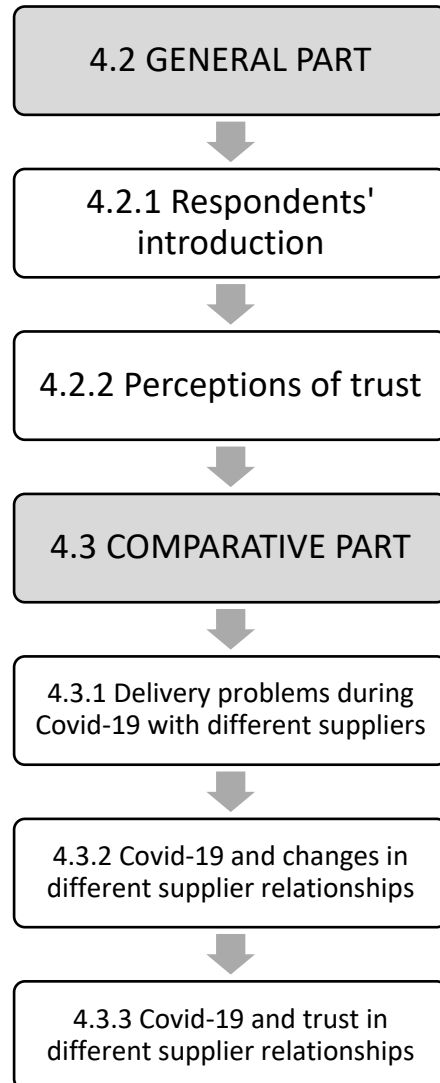 4.2 GENERAL PART
4.2.1 Respondents'
introduction
4.2.2 Perceptions of trust
4.3 COMPARATIVE PART
4.3.1 Delivery problems during
Covid-19 with different suppliers
4.3.2 Covid-19 and changes in
different supplier relationships
4.3.3 Covid-19 and trust in
different supplier relationships